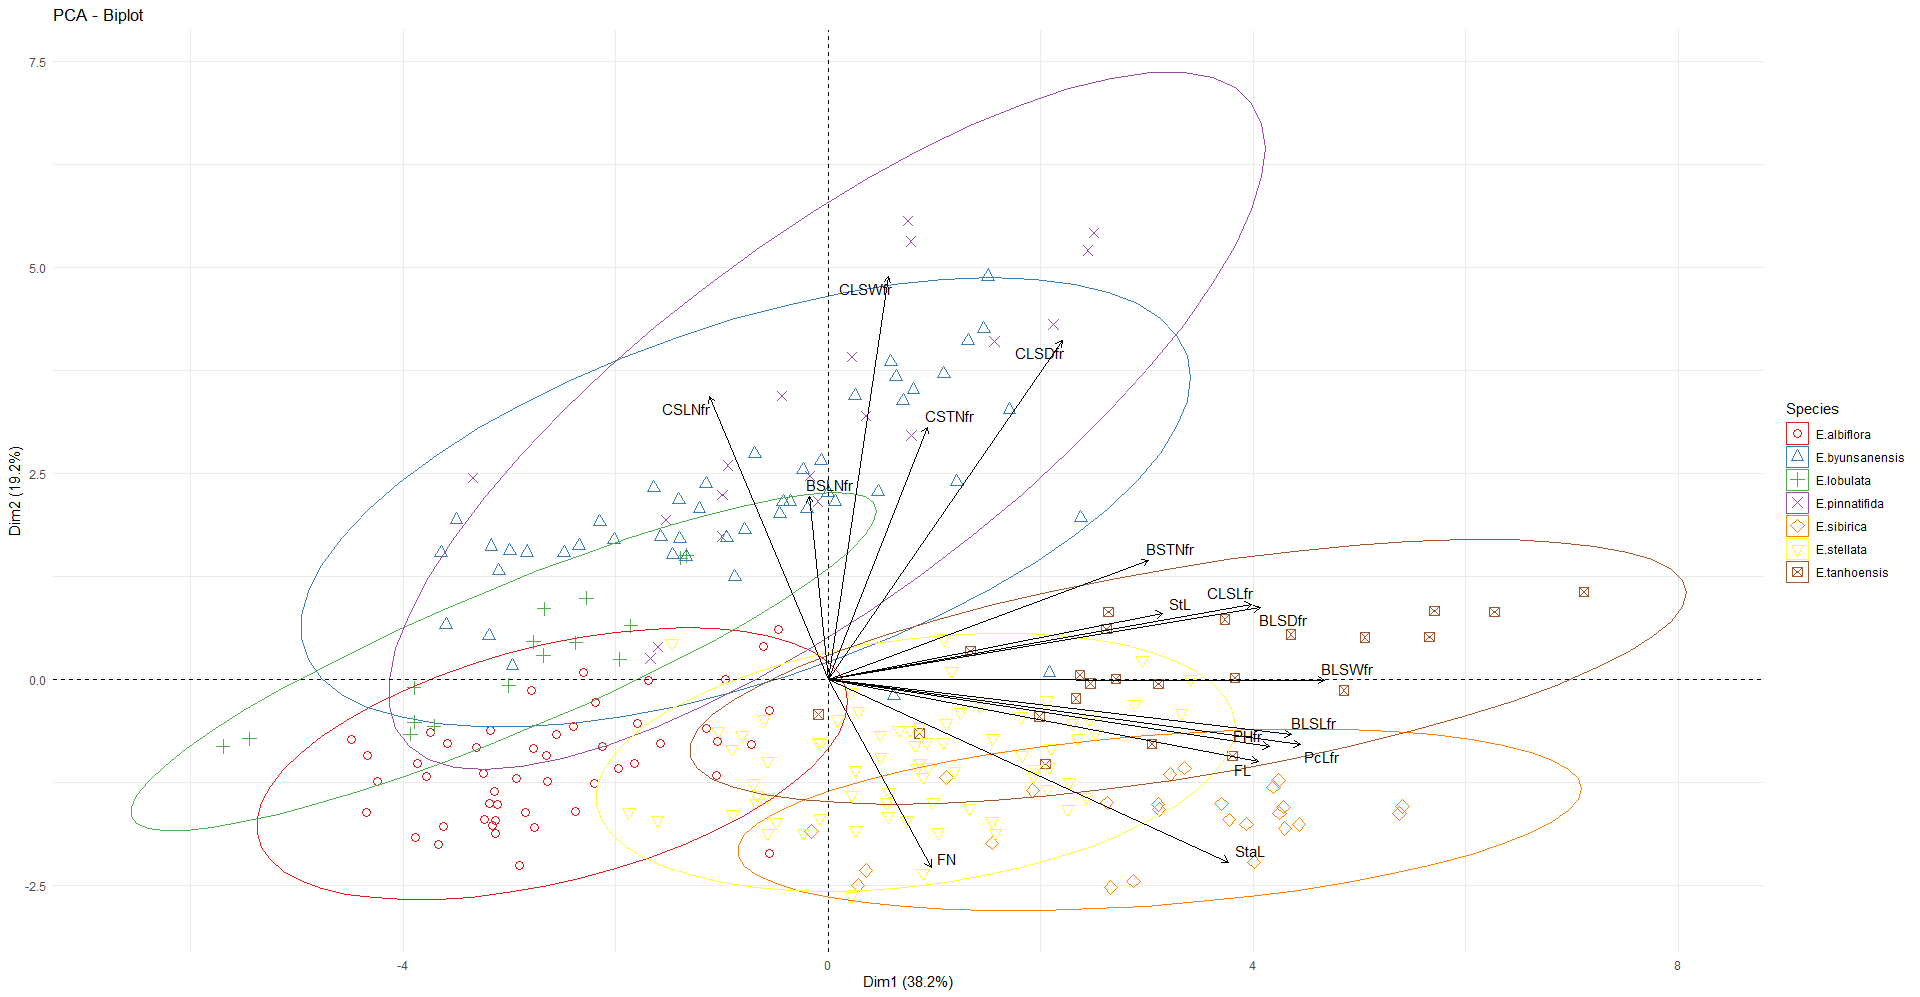 PCA - Biplot
7.5
5.0
2.5
0.0
-2.5
Dim2 (19.2%)
CLSWfr
CLSDfr
CSLNfr
CSTNfr
BSLNfr
BSTNfr
CLSLfr
StL
BLSDfr
BLSWfr
BLSLfr
PHfr
PcLfr
FL
StaL
FN
-4
0
4
8
Dim1 (38.2%)
Species
E.albiflora
E.byunsanensis
E.lobulata
E.pinnatifida
E.sibirica
E.stellata
E.tanhoensis